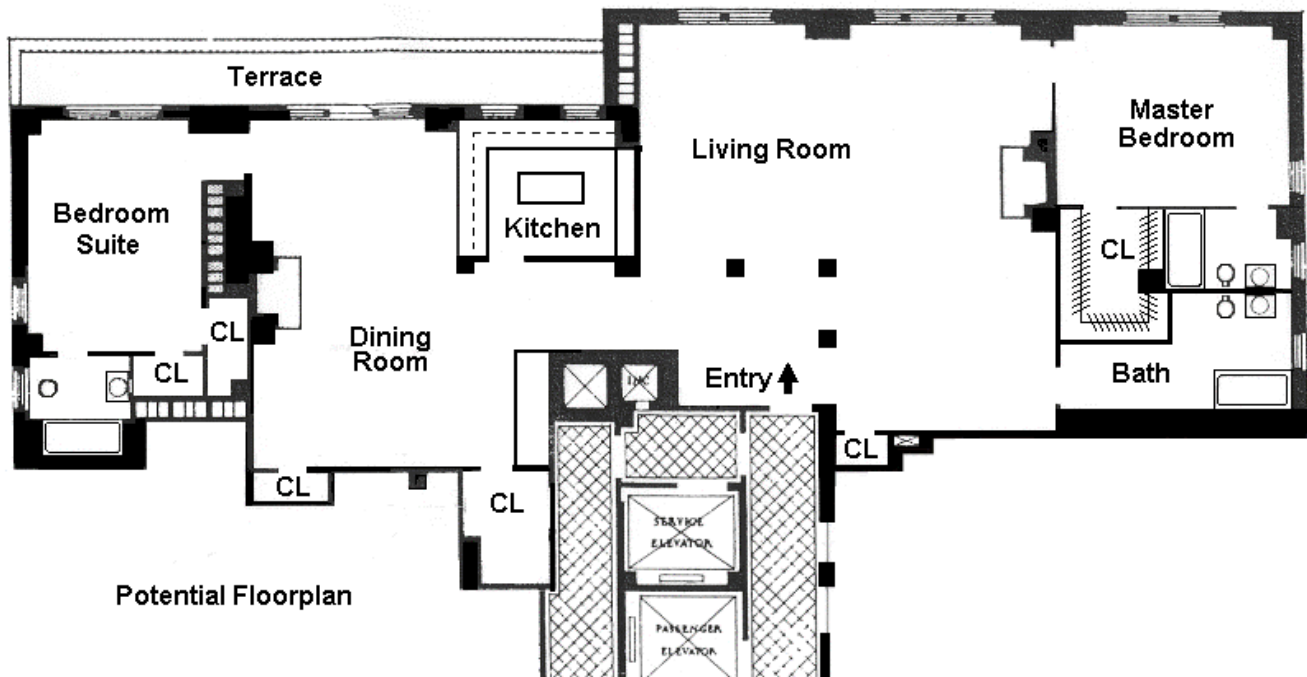 Terrace
Living Room
Master
Bedroom
Bedroom
Suite
Kitchen
CL
CL
Dining
Room
CL
Entry
Bath
CL
CL
CL
SERVICE
ELEVATOR
Potential Floorplan
PASSENGER
ELEVATOR